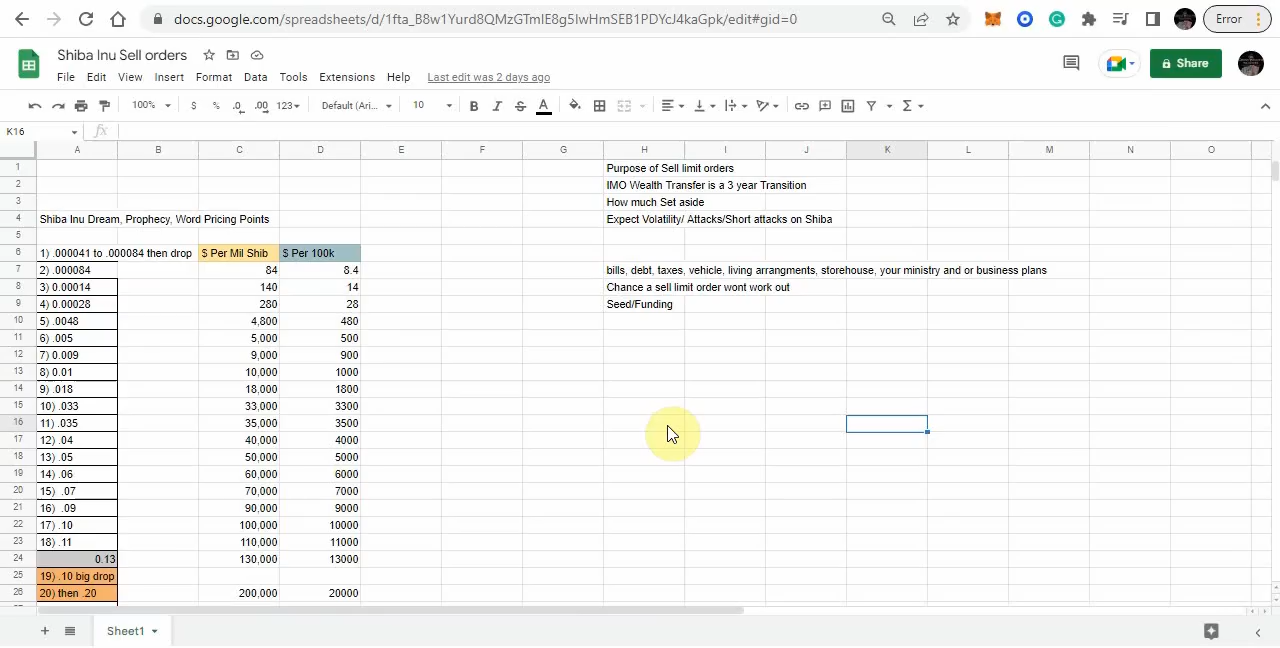 docs.google.com/spreadsheets/d/1fta_B8w1Yurd8QMzGTmIE8g5IwHmSEB1PDYcJ4kaGpk/edit#gid=0
Error
Shiba Inu Sell orders
File Edit View Insert Format Data Tools Extensions Help Last edit was 2 days ago
Share
100% $ % .0 .00 123 Default (Ari... 10 B I S A
K16 fx
A B C D E F G H I J K L M N O
1 Purpose of Sell limit orders
2 IMO Wealth Transfer is a 3 year Transition
3 How much Set aside
4 Shiba Inu Dream, Prophecy, Word Pricing Points Expect Volatility/ Attacks/Short attacks on Shiba
5
6 1) .000041 to .000084 then drop $ Per Mil Shib $ Per 100k
7 2) .000084 84 8.4 bills, debt, taxes, vehicle, living arrangments, storehouse, your ministry and or business plans
8 3) 0.00014 140 14 Chance a sell limit order wont work out
9 4) 0.00028 280 28 Seed/Funding
10 5) .0048 4,800 480
11 6) .005 5,000 500
12 7) 0.009 9,000 900
13 8) 0.01 10,000 1000
14 9) .018 18,000 1800
15 10) .033 33,000 3300
16 11) .035 35,000 3500
17 12) .04 40,000 4000
18 13) .05 50,000 5000
19 14) .06 60,000 6000
20 15) .07 70,000 7000
21 16) .09 90,000 9000
22 17) .10 100,000 10000
23 18) .11 110,000 11000
24 0.13 130,000 13000
25 19) .10 big drop
26 20) then .20 200,000 20000
Sheet1